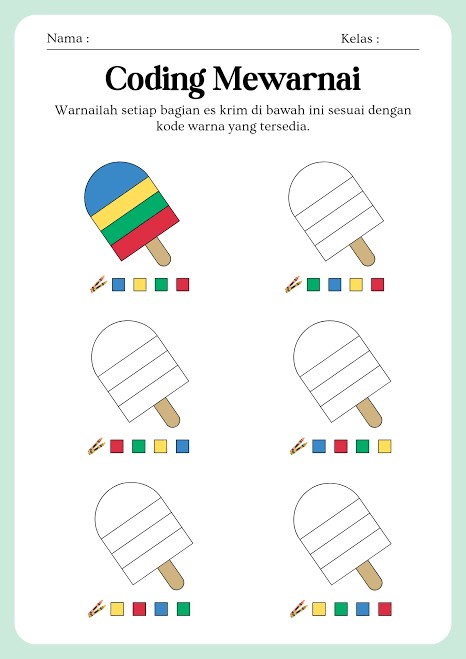 Nama :
Kelas :
Coding Mewarnai
Warnailah setiap bagian es krim di bawah ini sesuai dengan
kode warna yang tersedia.